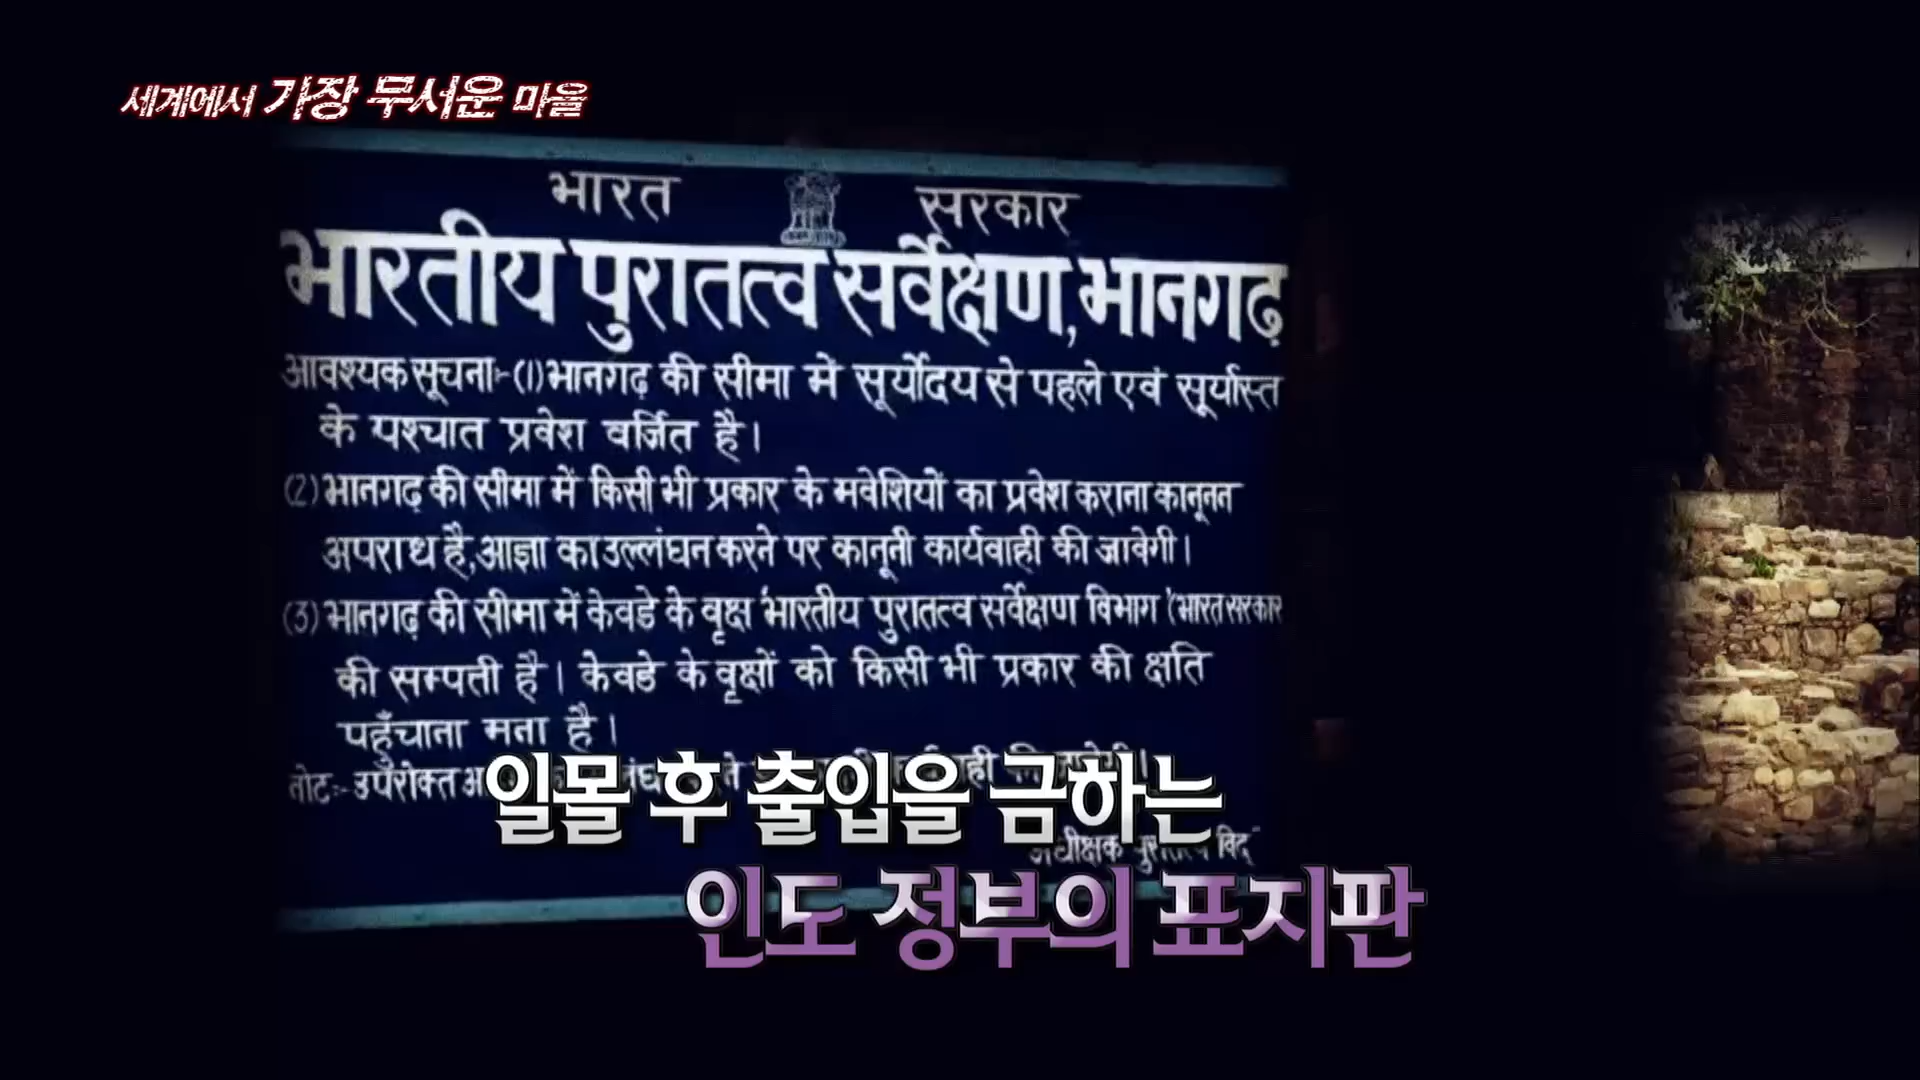 세계에서 가장 무서운 마을
भारत सरकार
भारतीय पुरातत्व सर्वेक्षण, भानगढ़
आवश्यक सूचना:-(1) भानगढ़ की सीमा में सूर्योदय से पहले एवं सूर्यास्त
के पश्चात प्रवेश वर्जित है।
(2) भानगढ़ की सीमा में किसी भी प्रकार के मवेशियों का प्रवेश कराना कानूनन
अपराध है, आज्ञा का उल्लंघन करने पर कानूनी कार्यवाही की जावेगी।
(3) भानगढ़ की सीमा में केवडे के वृक्ष भारतीय पुरातत्व सर्वेक्षण विभाग (भारत सरकार
की सम्पती है। केवडे के वृक्षों को किसी भी प्रकार की क्षति
पहुँचाना मना है।
नोटः- उपरोक्त
일몰 후 출입을 금하는
अधीक्षक पुरातत्व विद्
인도 정부의 표지판